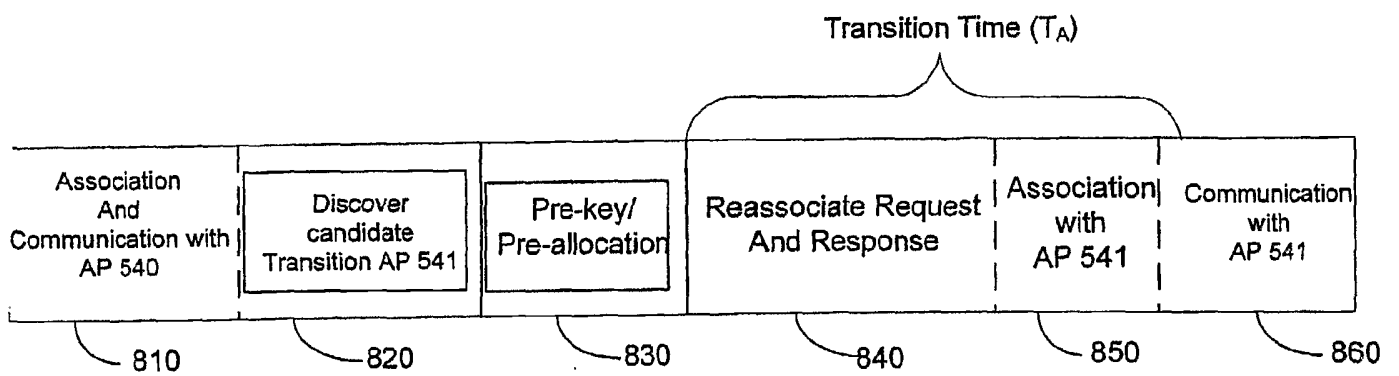 Transition Time (TA)
Association
And
Communication with
AP 540
Discover
candidate
Transition AP 541
Pre-key/
Pre-allocation
Reassociate Request
And Response
Association
with
AP 541
Communication
with
AP 541
810
820
830
840
850
860